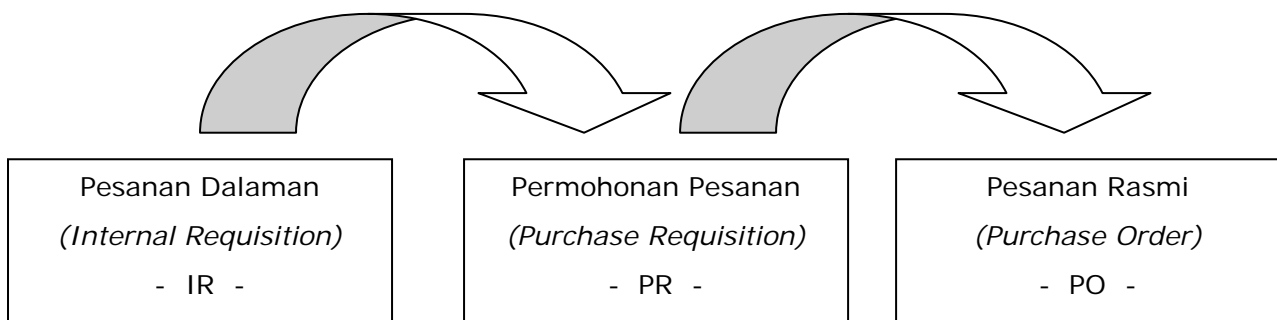 Pesanan Dalaman
(Internal Requisition)
- IR -
Permohonan Pesanan
(Purchase Requisition)
- PR -
Pesanan Rasmi
(Purchase Order)
- PO -